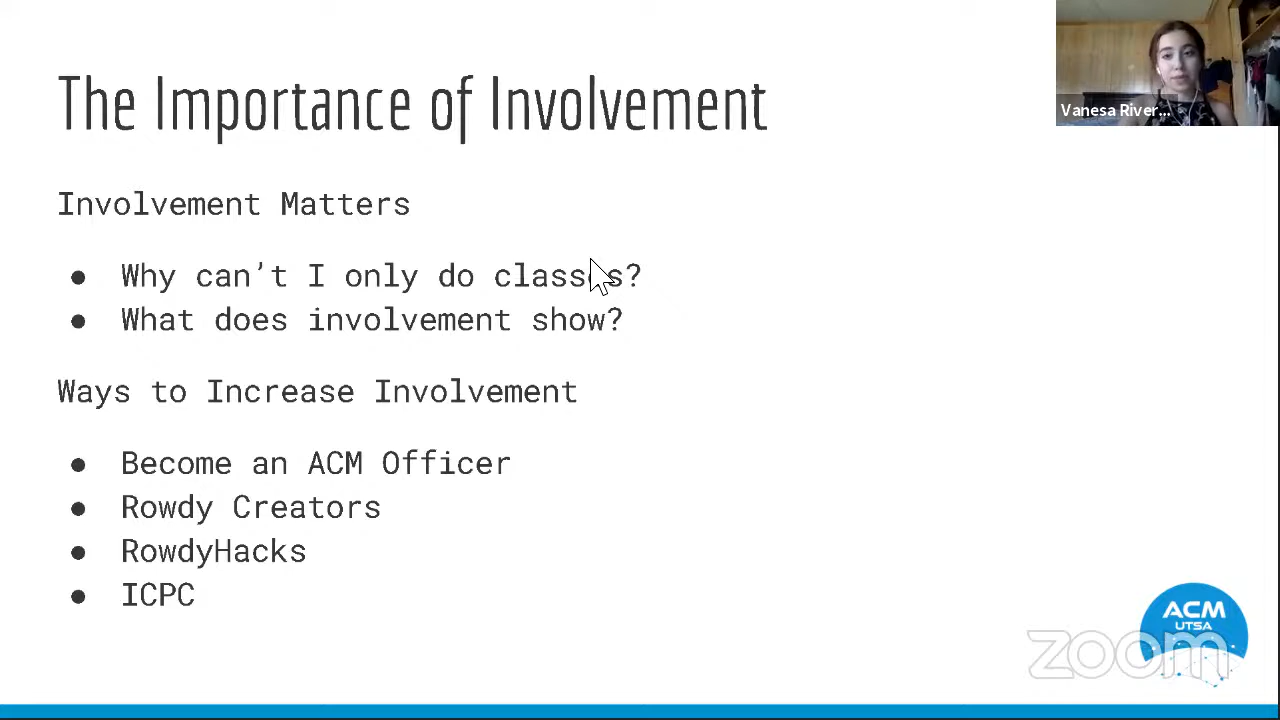 The Importance of Involvement
Vanesa River...
Involvement Matters
● Why can't I only do classes?
● What does involvement show?
Ways to Increase Involvement
● Become an ACM Officer
● Rowdy Creators
● RowdyHacks
● ICPC
ACM
UTSA
zoom